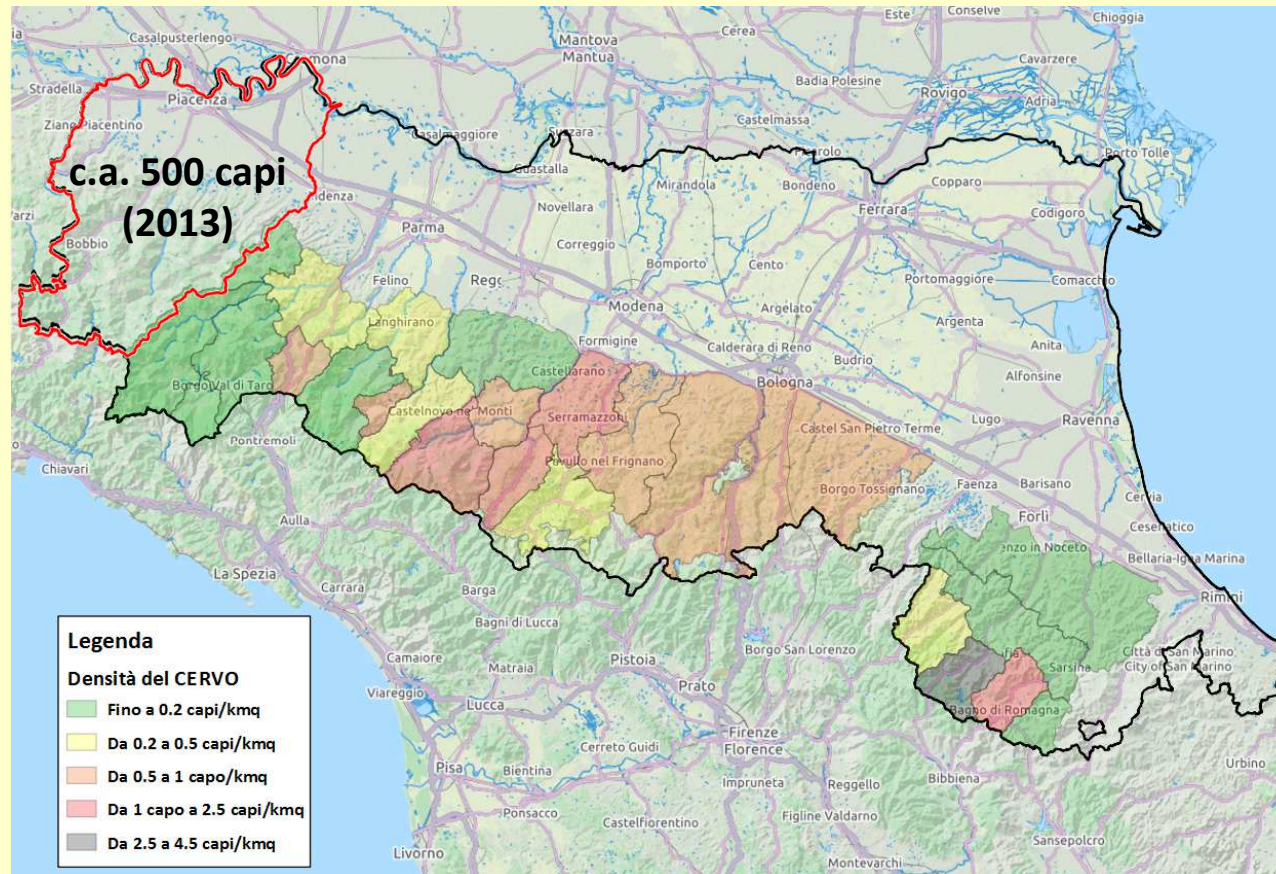 Casalpusterlengo
Mantova
Mantua
Cerea
Este
Conselve
Chioggia
Stradella
Piacenza
Badia Polesine
Cavarzere
Rovigo
Adria
Ziano Piacentino
Casalmaggiore
Castelmassa
Porto Tolle
c.a. 500 capi
(2013)
Guastalla
Mirandola
Bondeno
Copparo
Novellara
Ferrara
Codigoro
Bobbio
Parma
Correggio
Bomporto
Cento
Portomaggiore
Comacchio
Felino
Modena
Argelato
Langhirano
Formigine
Argenta
Calderara di Reno
Budrio
Anita
Castellarano
Bologna
Alfonsine
Borgo Val di Taro
Castelnovo ne' Monti
Serramazzoni
Lugo
Ravenna
Castel San Pietro Terme
Pontremoli
Chiavari
Pavullo nel Frignano
Borgo Tossignano
Faenza
Barisano
Cervia
Aulla
Forlì
Cesenatico
enzo in Noceto
Bellaria-Igea Marina
La Spezia
Carrara
Barga
Rimini
Bagni di Lucca
Legenda
Densità del CERVO
Fino a 0.2 capi/kmq
Da 0.2 a 0.5 capi/kmq
Da 0.5 a 1 capo/kmq
Da 1 capo a 2.5 capi/kmq
Da 2.5 a 4.5 capi/kmq
Camaiore
Matraia
Pistoia
Borgo San Lorenzo
Sarsina
Città di San Marino
City of San Marino
Viareggio
Lucca
Prato
Bagno di Romagna
Firenze
Florence
Cerreto Guidi
Urbino
Pisa
Bientina
Impruneta
Reggello
Bibbiena
Ponsacco
Castelfiorentino
Figline Valdarno
Sansepolcro
Livorno
Montevarchi